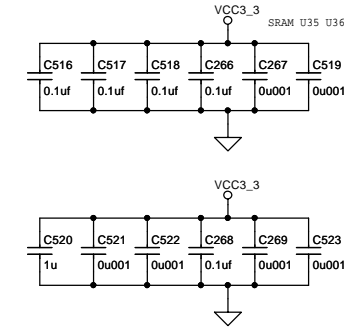 VCC3_3
SRAM U35 U36
C516 C517 C518 C266 C267 C519
0.1uf 0.1uf 0.1uf 0.1uf 0u001 0u001
VCC3_3
C520 C521 C522 C268 C269 C523
1u 0u001 0u001 0.1uf 0u001 0u001